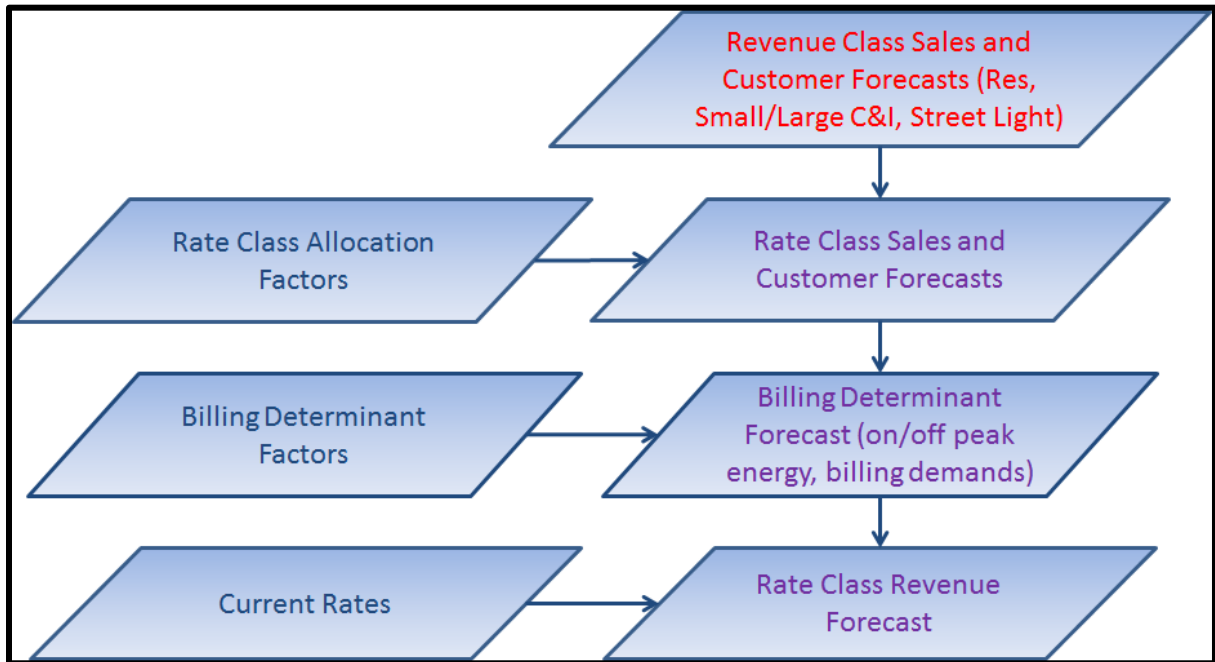 Revenue Class Sales and
Customer Forecasts (Res,
Small/Large C&I, Street Light)
Rate Class Allocation
Factors
Rate Class Sales and
Customer Forecasts
Billing Determinant
Factors
Billing Determinant
Forecast (on/off peak
energy, billing demands)
Current Rates
Rate Class Revenue
Forecast